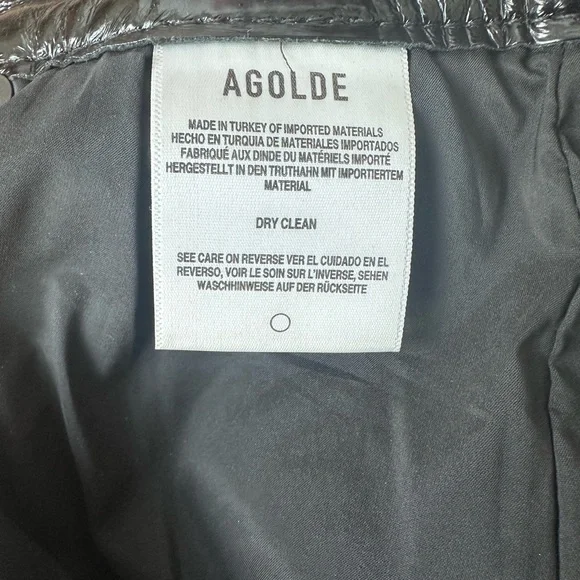 AGOLDE
MADE IN TURKEY OF IMPORTED MATERIALS
HECHO EN TURQUIA DE MATERIALES IMPORTADOS
FABRIQUÉ AUX DINDE DU MATÉRIELS IMPORTÉ
HERGESTELLT IN DEN TRUTHAHN MIT IMPORTIERTEM
MATERIAL
DRY CLEAN
SEE CARE ON REVERSE VER EL CUIDADO EN EL
REVERSO, VOIR LE SOIN SUR L'INVERSE, SEHEN
WASCHHINWEISE AUF DER RÜCKSEITE